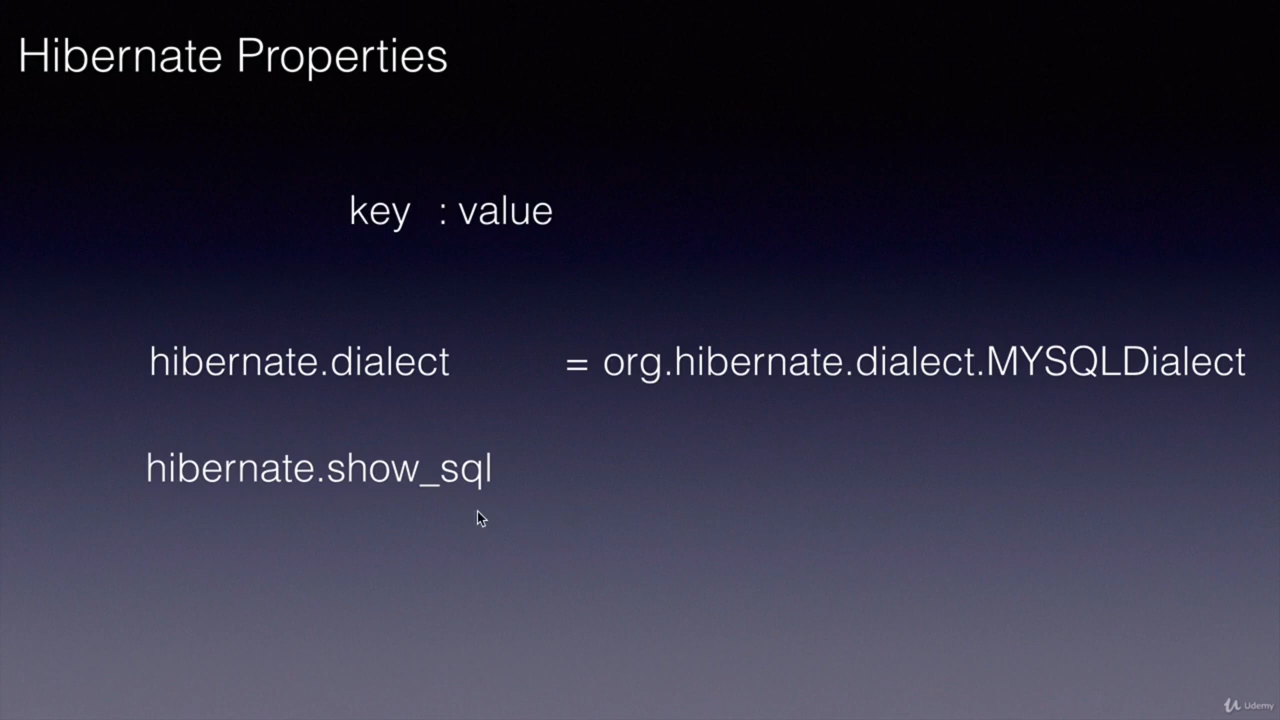 Hibernate Properties
key : value
hibernate.dialect = org.hibernate.dialect.MYSQLDialect
hibernate.show_sql
Udemy